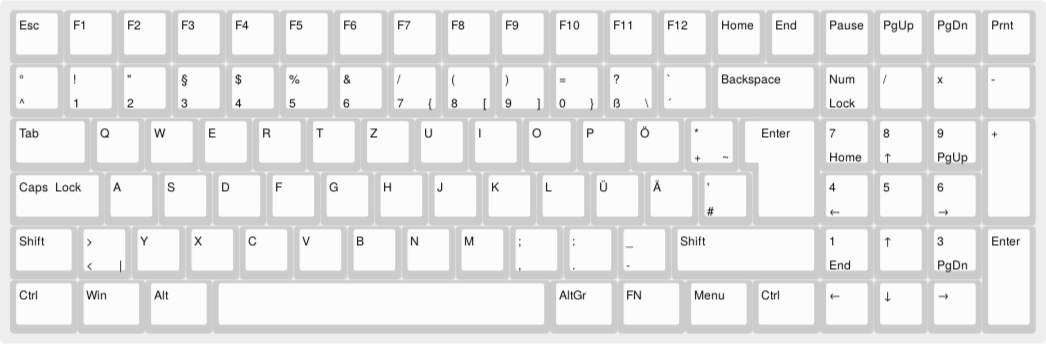 Esc F1 F2 F3 F4 F5 F6 F7 F8 F9 F10 F11 F12 Home End Pause PgUp PgDn Prnt
° ! " § $ % & / ( ) = ? ` Backspace Num / x -
^ 1 2 3 4 5 6 7 { 8 [ 9 ] 0 } ß \ ´ Lock
Tab Q W E R T Z U I O P Ö * Enter 7 8 9 +
+ ~ Home ↑ PgUp
Caps Lock A S D F G H J K L Ü Ä ' 4 5 6
# ← →
Shift > Y X C V B N M ; : _ Shift 1 ↑ 3 Enter
< | , . - End PgDn
Ctrl Win Alt AltGr FN Menu Ctrl ← ↓ →